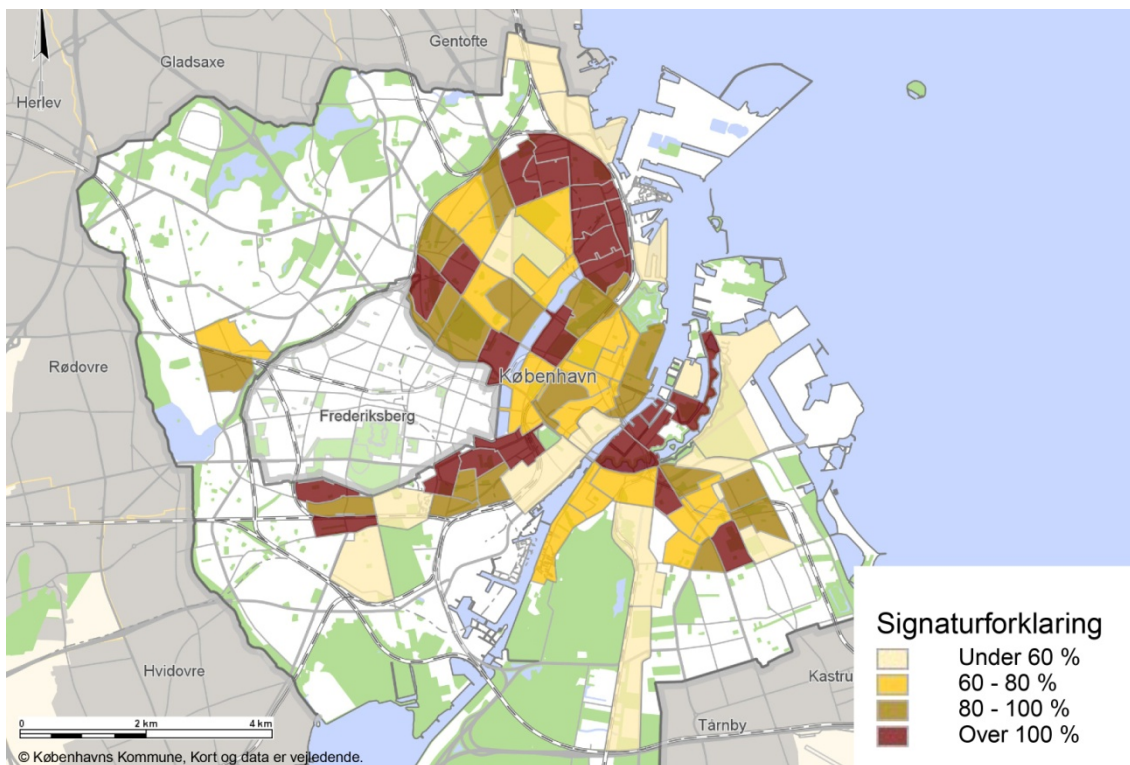 Gentofte
Gladsaxe
Herlev
Rødovre
København
Frederiksberg
Hvidovre
Signaturforklaring
Under 60 %
60 - 80 %
80 - 100 %
Over 100 %
Kastru
Tårnby
0 2 km 4 km
© Københavns Kommune, Kort og data er vejledende.